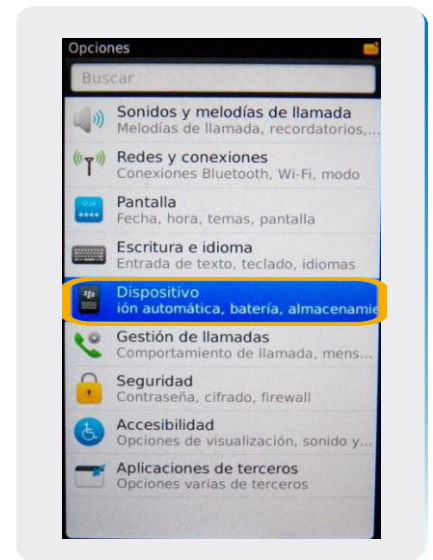 Opciones
Buscar
Sonidos y melodías de llamada
Melodías de llamada, recordatorios,...
Redes y conexiones
Conexiones Bluetooth, Wi-Fi, modo
Pantalla
Fecha, hora, temas, pantalla
Escritura e idioma
Entrada de texto, teclado, idiomas
Dispositivo
ión automática, batería, almacenamie
Gestión de llamadas
Comportamiento de llamada, mens...
Seguridad
Contraseña, cifrado, firewall
Accesibilidad
Opciones de visualización, sonido y...
Aplicaciones de terceros
Opciones varias de terceros